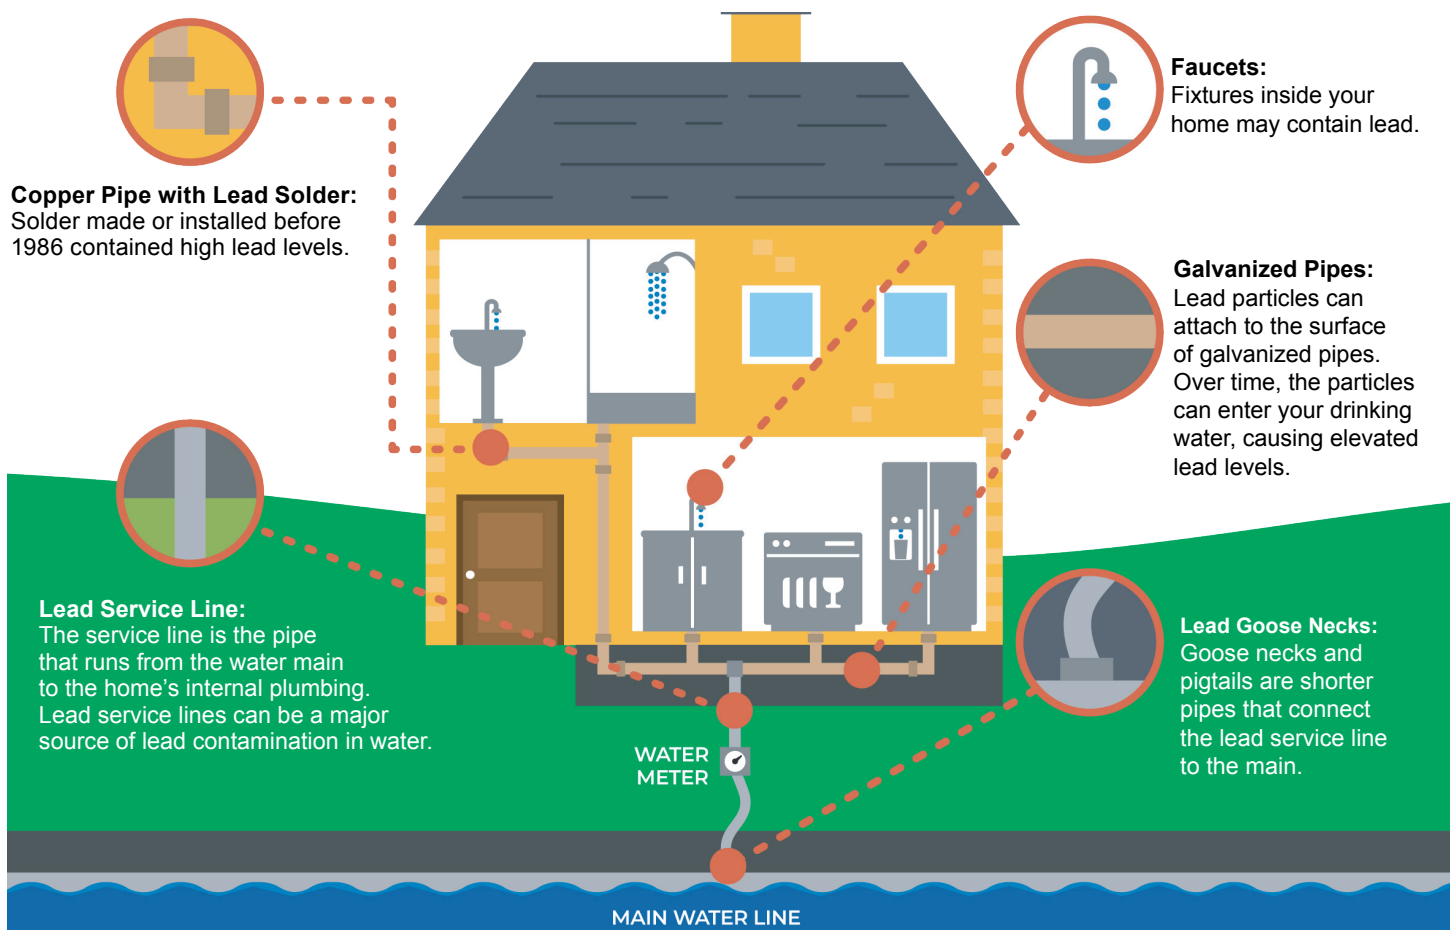 Copper Pipe with Lead Solder:
Solder made or installed before
1986 contained high lead levels.
Faucets:
Fixtures inside your
home may contain lead.
Galvanized Pipes:
Lead particles can
attach to the surface
of galvanized pipes.
Over time, the particles
can enter your drinking
water, causing elevated
lead levels.
Lead Service Line:
The service line is the pipe
that runs from the water main
to the home’s internal plumbing.
Lead service lines can be a major
source of lead contamination in water.
Lead Goose Necks:
Goose necks and
pigtails are shorter
pipes that connect
the lead service line
to the main.
WATER
METER
MAIN WATER LINE